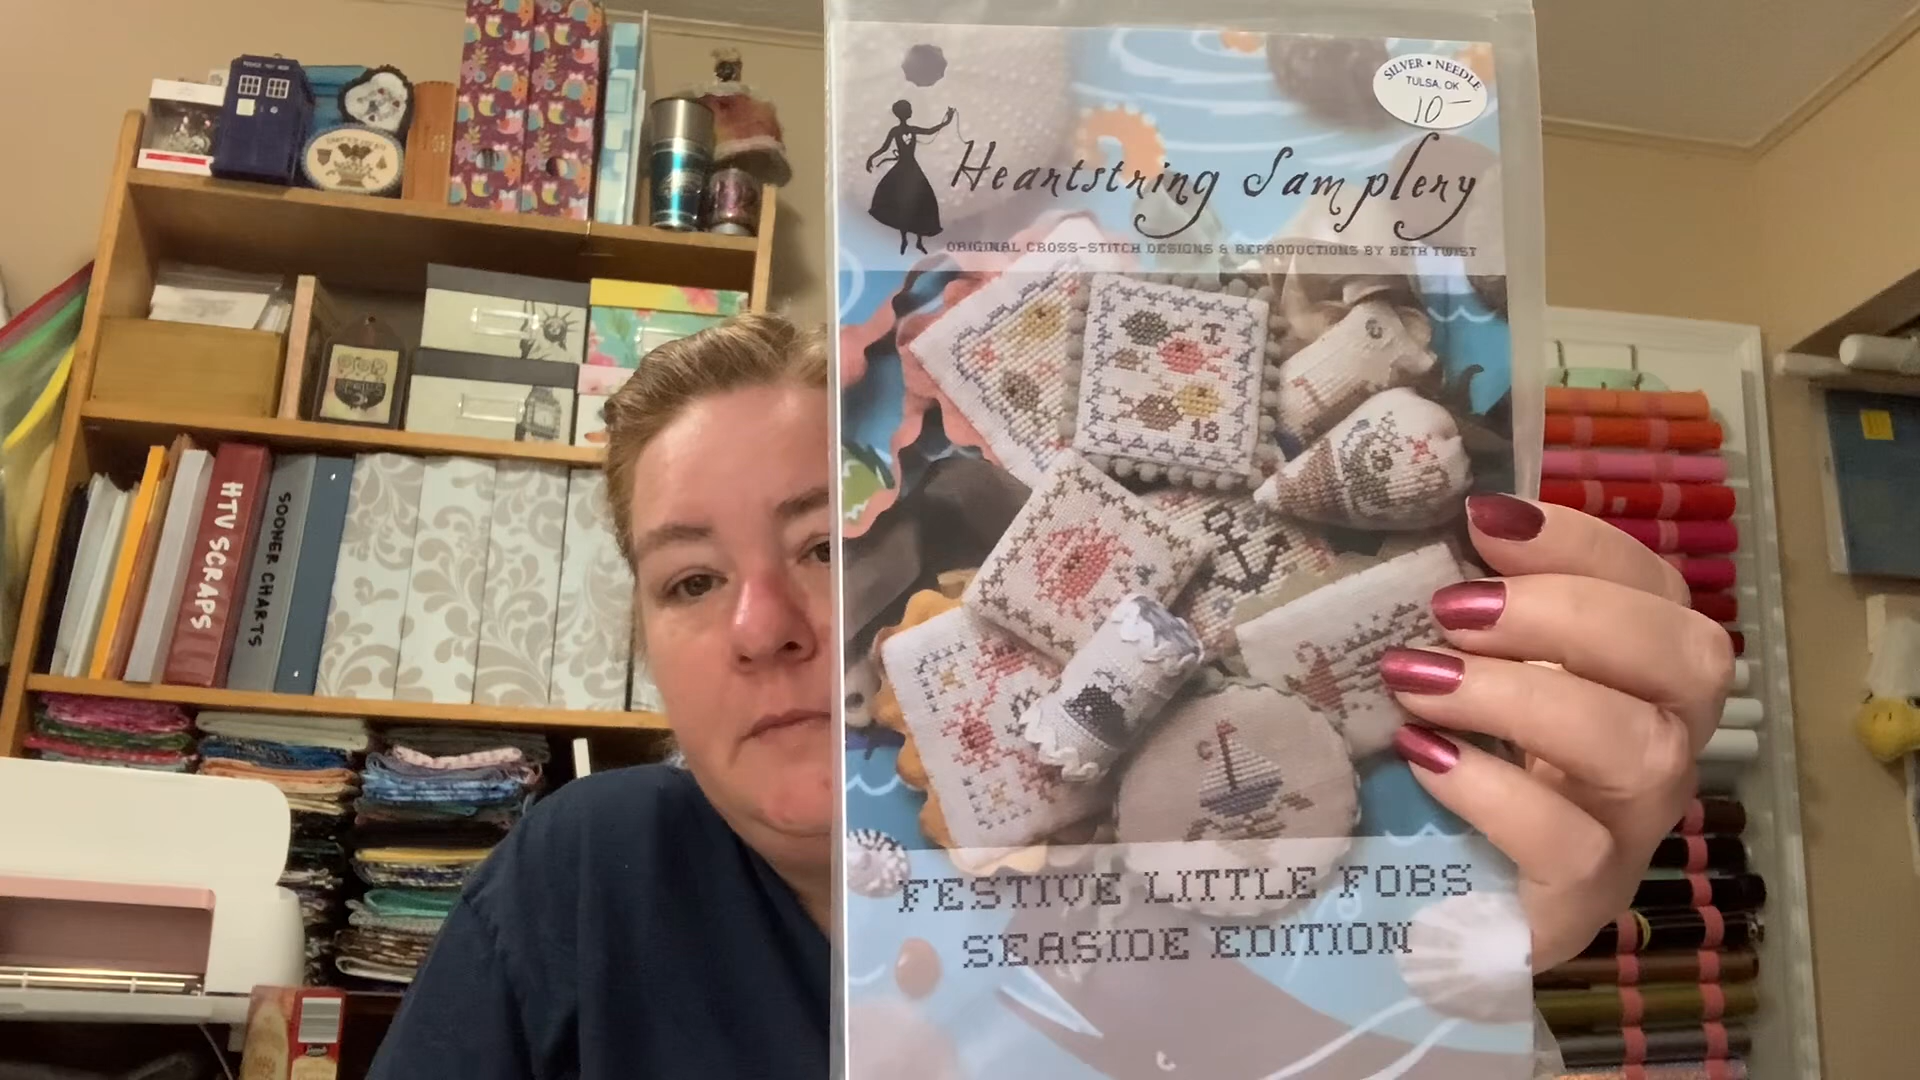 SILVER • NEEDLE
TULSA, OK
10-
Heartstring Samplery
ORIGINAL CROSS-STITCH DESIGNS & REPRODUCTIONS BY BETH TWIST
18
C
FESTIVE LITTLE FOBS
SEASIDE EDITION
HTV SCRAPS
SOONER CHARTS